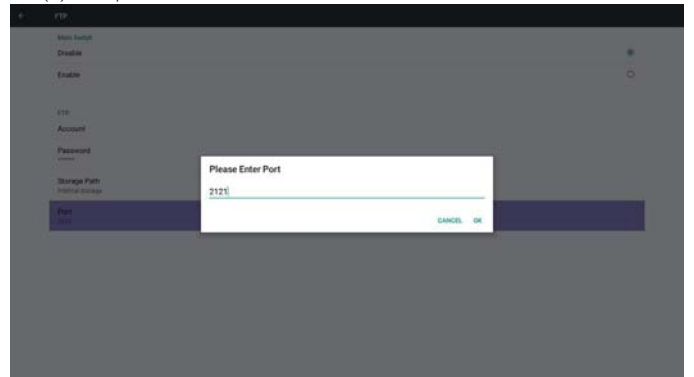 FTP
Main Switch
Disable
Enable
FTP
Account
Password
Storage Path
Internal storage
Port
2121
Please Enter Port
2121
CANCEL OK